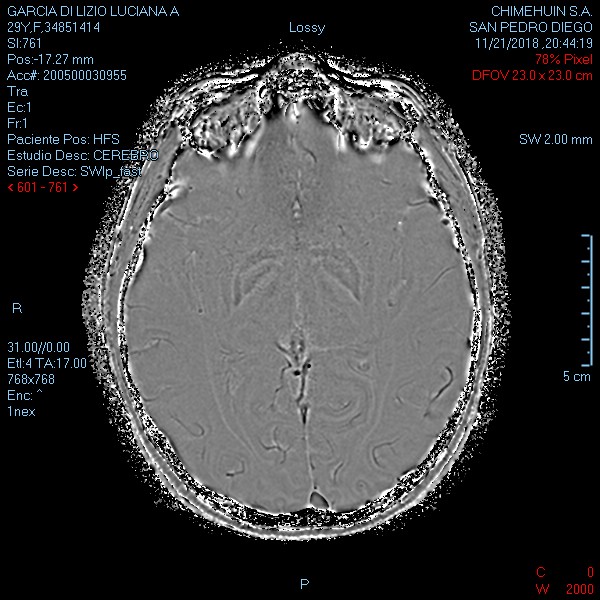 GARCIA DI LIZIO LUCIANA A
29Y,F,34851414
SI:761
Pos:-17.27 mm
Acc#: 200500030955
Tra
Ec:1
Fr:1
Paciente Pos: HFS
Estudio Desc: CEREBRO
Serie Desc: SWIp_fast
< 601 - 761 >
Lossy
CHIMEHUIN S.A.
SAN PEDRO DIEGO
11/21/2018 ,20:44:19
78% Pixel
DFOV 23.0 x 23.0 cm
SW 2.00 mm
R
31.00//0.00
Etl:4 TA:17.00
768x768
Enc: ^
1nex
5 cm
P
C 0
W 2000